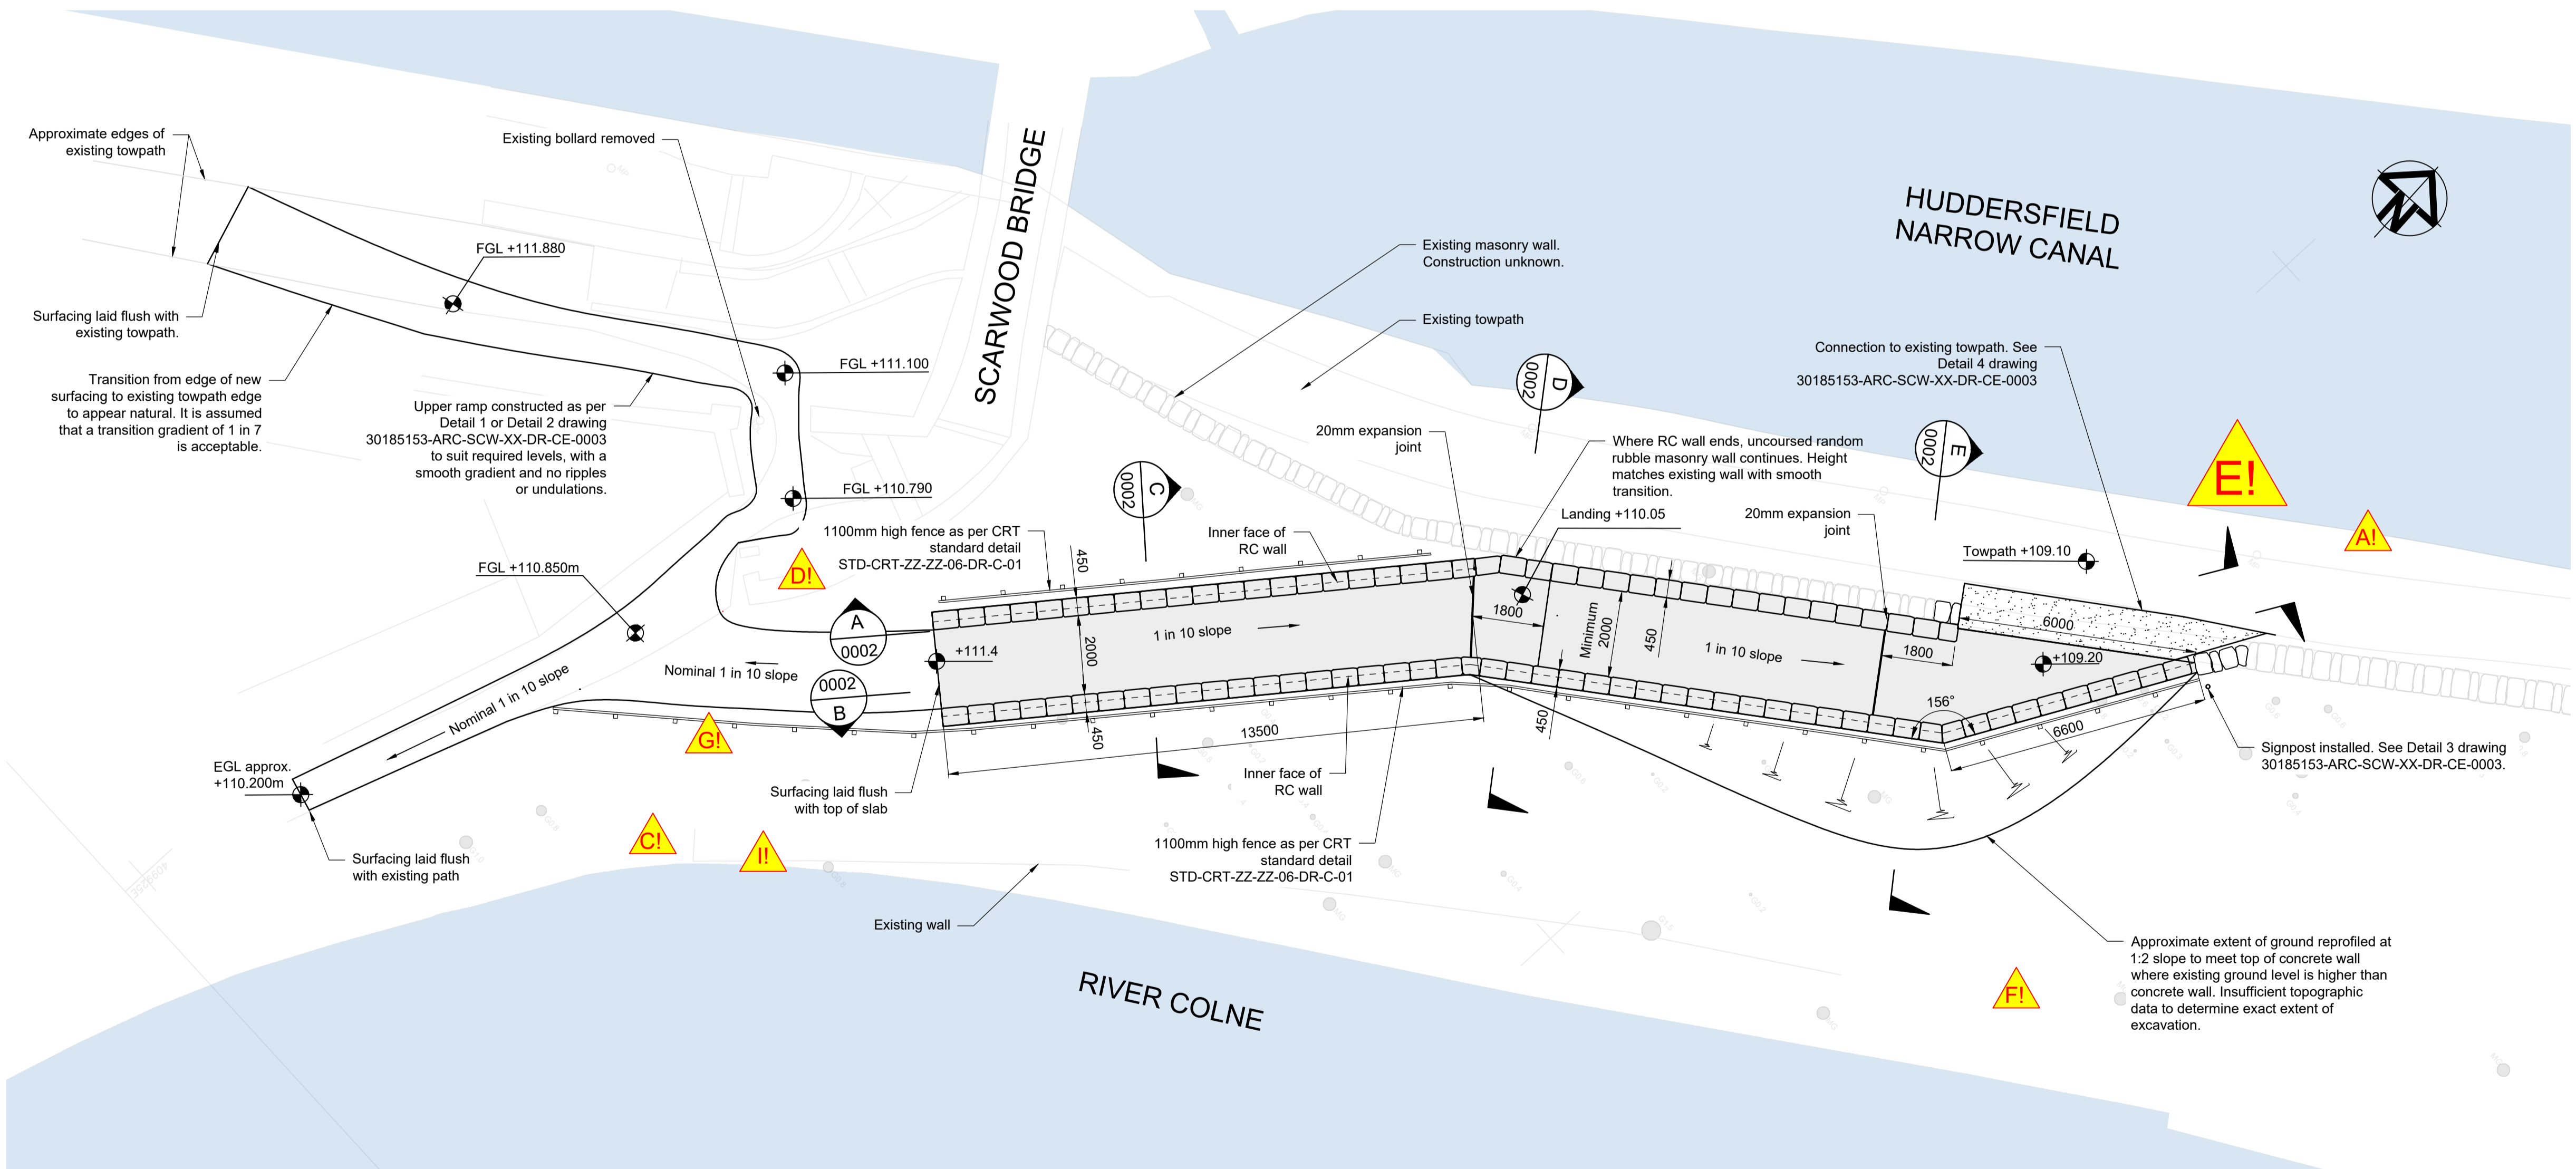 Approximate edges of
existing towpath
Existing bollard removed
SCARWOOD BRIDGE
HUDDERSFIELD
NARROW CANAL
N
FGL +111.880
Existing masonry wall.
Construction unknown.
Surfacing laid flush with
existing towpath.
Existing towpath
FGL +111.100
Connection to existing towpath. See
Detail 4 drawing
30185153-ARC-SCW-XX-DR-CE-0003
Transition from edge of new
surfacing to existing towpath edge
to appear natural. It is assumed
that a transition gradient of 1 in 7
is acceptable.
Upper ramp constructed as per
Detail 1 or Detail 2 drawing
30185153-ARC-SCW-XX-DR-CE-0003
to suit required levels, with a
smooth gradient and no ripples
or undulations.
D
0002
20mm expansion
joint
Where RC wall ends, uncoursed random
rubble masonry wall continues. Height
matches existing wall with smooth
transition.
E
0002
E!
A!
FGL +110.790
C
0002
1100mm high fence as per CRT
standard detail
STD-CRT-ZZ-ZZ-06-DR-C-01
Inner face of
RC wall
Landing +110.05
20mm expansion
joint
Towpath +109.10
D!
FGL +110.850m
450
2000
450
1800
Minimum
2000
450
450
1 in 10 slope
1 in 10 slope
1800
6000
+109.20
A
0002
+111.4
Nominal 1 in 10 slope
0002
B
Nominal 1 in 10 slope
156°
6600
G!
13500
EGL approx.
+110.200m
Surfacing laid flush
with top of slab
Inner face of
RC wall
Signpost installed. See Detail 3 drawing
30185153-ARC-SCW-XX-DR-CE-0003.
C!
I!
Surfacing laid flush
with existing path
1100mm high fence as per CRT
standard detail
STD-CRT-ZZ-ZZ-06-DR-C-01
Existing wall
RIVER COLNE
F!
Approximate extent of ground reprofiled at
1:2 slope to meet top of concrete wall
where existing ground level is higher than
concrete wall. Insufficient topographic
data to determine exact extent of
excavation.